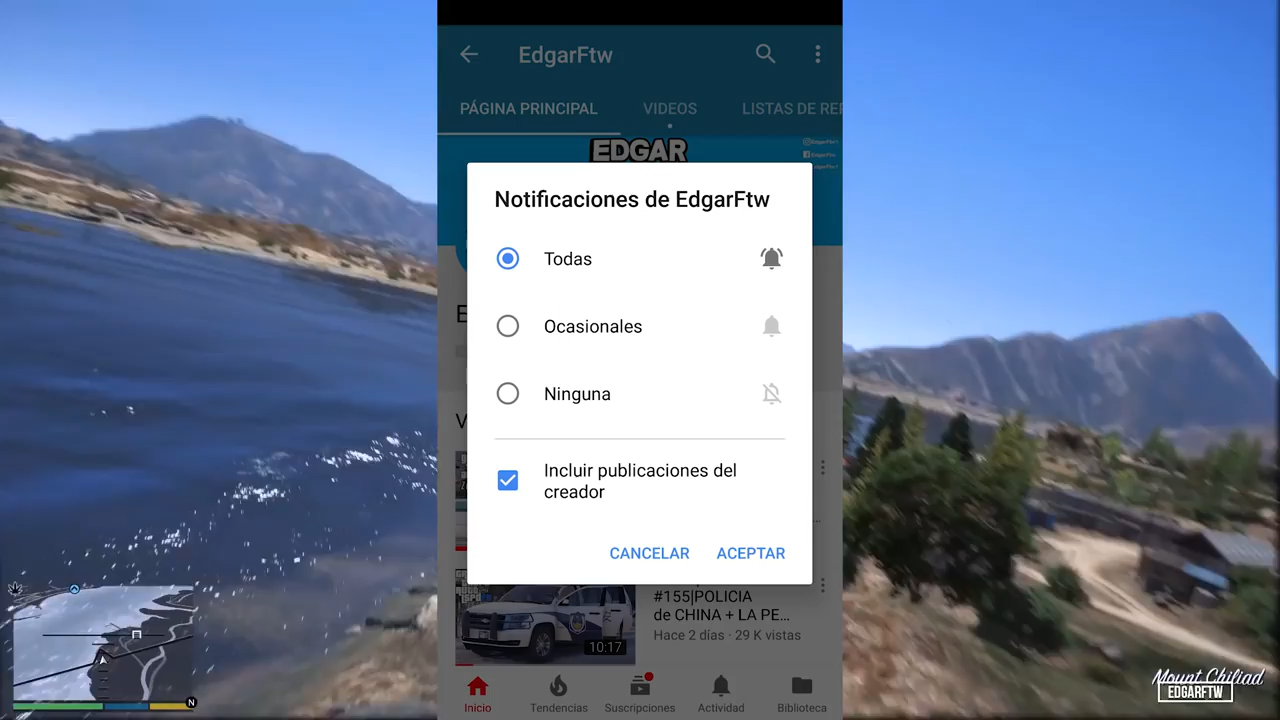 EdgarFtw
PÁGINA PRINCIPAL
VIDEOS
LISTAS DE REP
EDGAR
Notificaciones de EdgarFtw
Todas
Ocasionales
Ninguna
Incluir publicaciones del
creador
CANCELAR
ACEPTAR
#155|POLICIA
de CHINA + LA PE...
Hace 2 días · 29 K vistas
10:17
Inicio
Tendencias
Suscripciones
Actividad
Biblioteca
N
Mount Chiliad
EDGARFTW